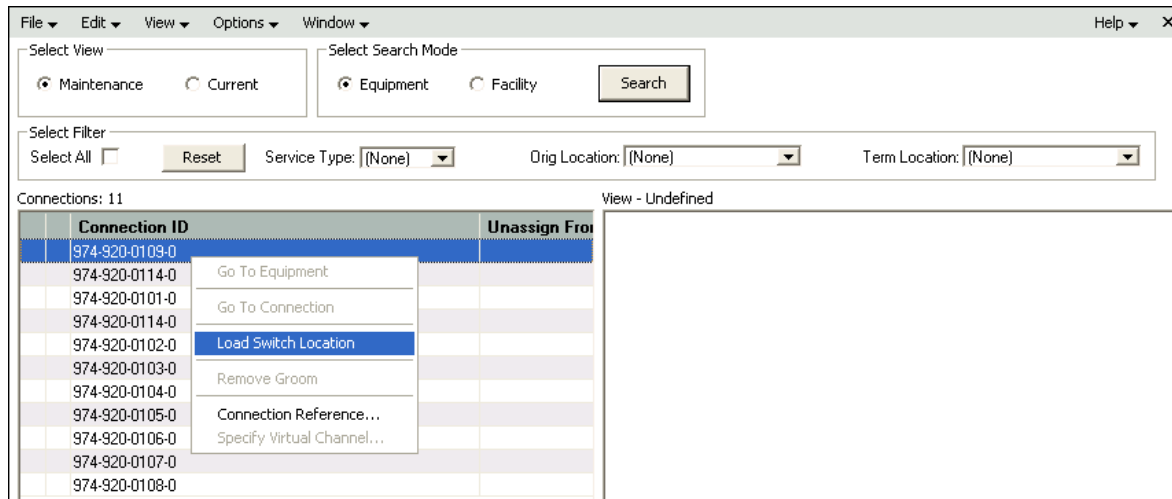 File Edit View Options Window Help
Select View Select Search Mode
Maintenance Current Equipment Facility Search
Select Filter
Select All Reset Service Type: (None) Orig Location: (None) Term Location: (None)
Connections: 11 View - Undefined
Connection ID Unassign Fro
974-920-0109-0
974-920-0114-0
974-920-0101-0
974-920-0114-0
974-920-0102-0
974-920-0103-0
974-920-0104-0
974-920-0105-0
974-920-0106-0
974-920-0107-0
974-920-0108-0
Go To Equipment
Go To Connection
Load Switch Location
Remove Groom
Connection Reference...
Specify Virtual Channel...